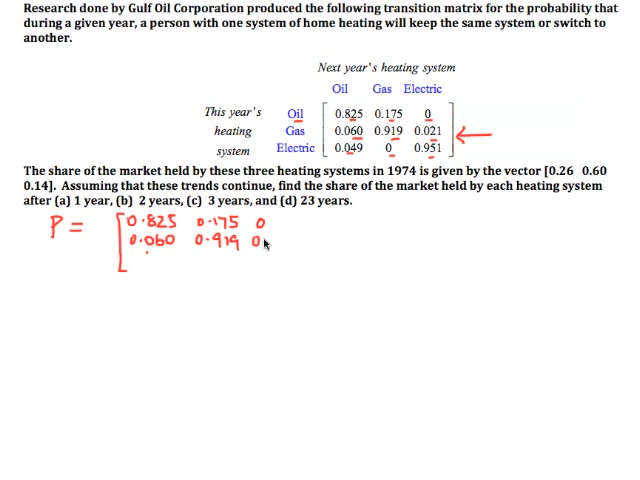 Research done by Gulf Oil Corporation produced the following transition matrix for the probability that
during a given year, a person with one system of home heating will keep the same system or switch to
another.
Next year's heating system
Oil Gas Electric
This year's Oil 0.825 0.175 0
heating Gas 0.060 0.919 0.021
system Electric 0.049 0 0.951
The share of the market held by these three heating systems in 1974 is given by the vector [0.26 0.60
0.14]. Assuming that these trends continue, find the share of the market held by each heating system
after (a) 1 year, (b) 2 years, (c) 3 years, and (d) 23 years.
P = 0.825 0.175 0
0.060 0.919 0